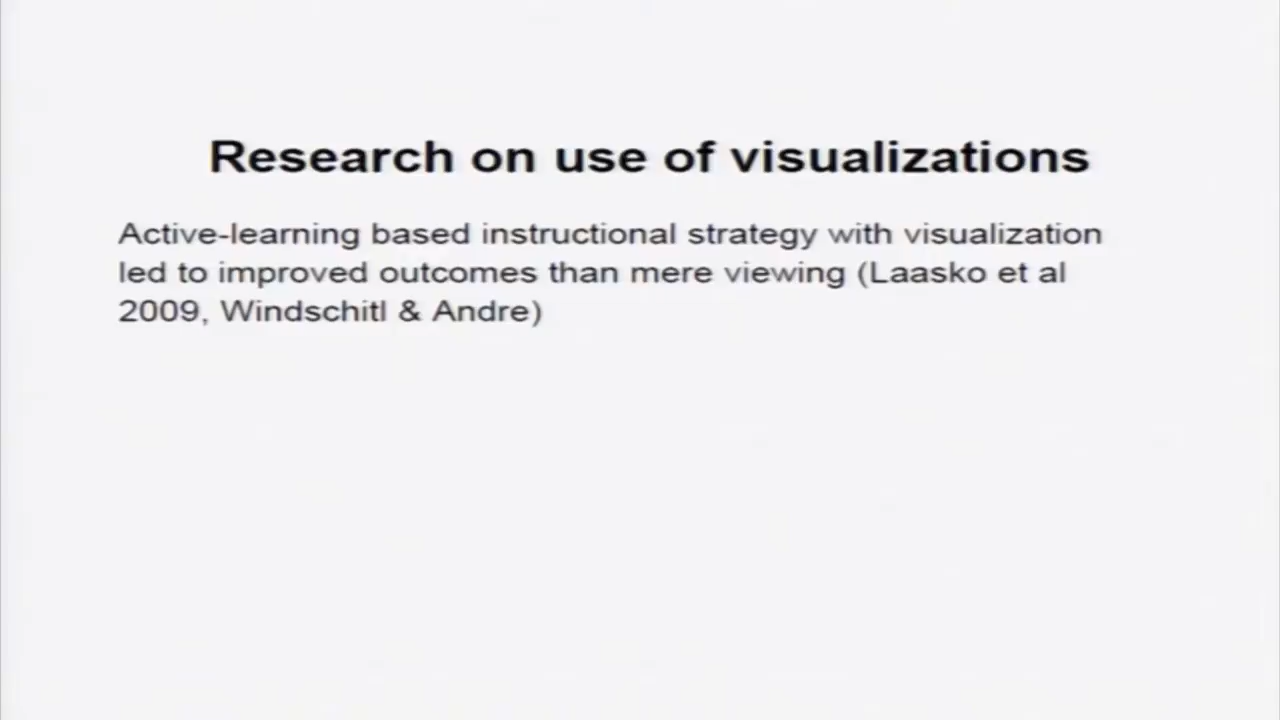 Research on use of visualizations
Active-learning based instructional strategy with visualization
led to improved outcomes than mere viewing (Laasko et al
2009, Windschitl & Andre)